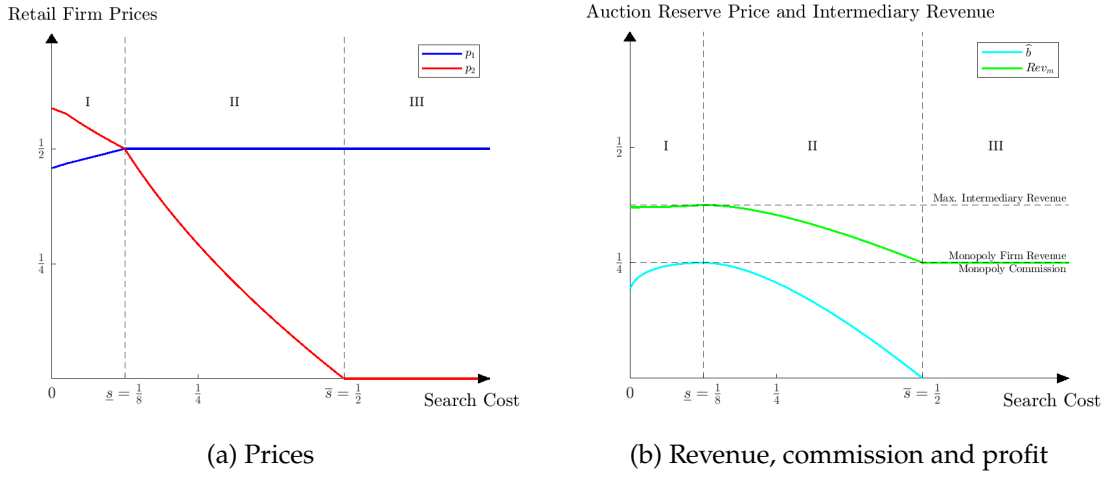 Retail Firm Prices
p₁
p₂
I
II
III
1/2
1/4
0
s̲ = 1/8
1/4
s̅ = 1/2
Search Cost
(a) Prices
Auction Reserve Price and Intermediary Revenue
b̂
Revₘ
I
II
III
1/2
Max. Intermediary Revenue
Monopoly Firm Revenue
1/4
Monopoly Commission
0
s̲ = 1/8
1/4
s̅ = 1/2
Search Cost
(b) Revenue, commission and profit